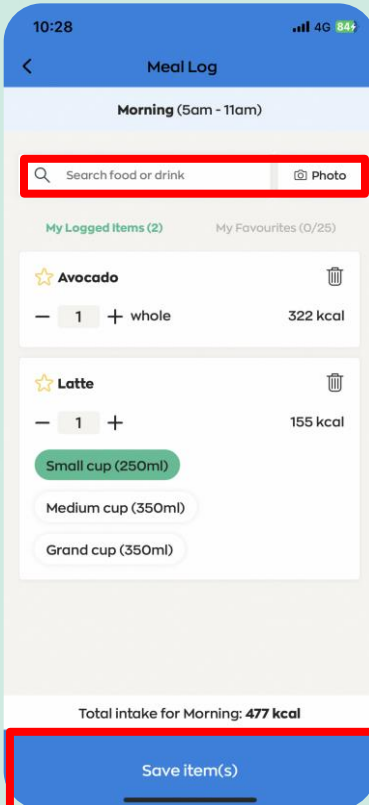 10:28 4G 84
Meal Log
Morning (5am - 11am)
Search food or drink Photo
My Logged Items (2) My Favourites (0/25)
Avocado
1 whole 322 kcal
Latte
1 155 kcal
Small cup (250ml)
Medium cup (350ml)
Grand cup (350ml)
Total intake for Morning: 477 kcal
Save item(s)